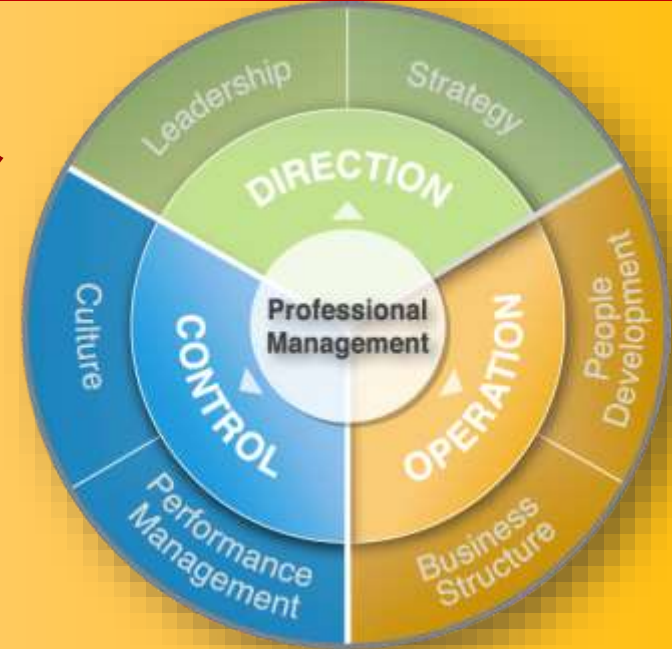 Leadership
Strategy
DIRECTION
Professional
Management
Culture
CONTROL
OPERATION
People
Development
Performance
Management
Business
Structure